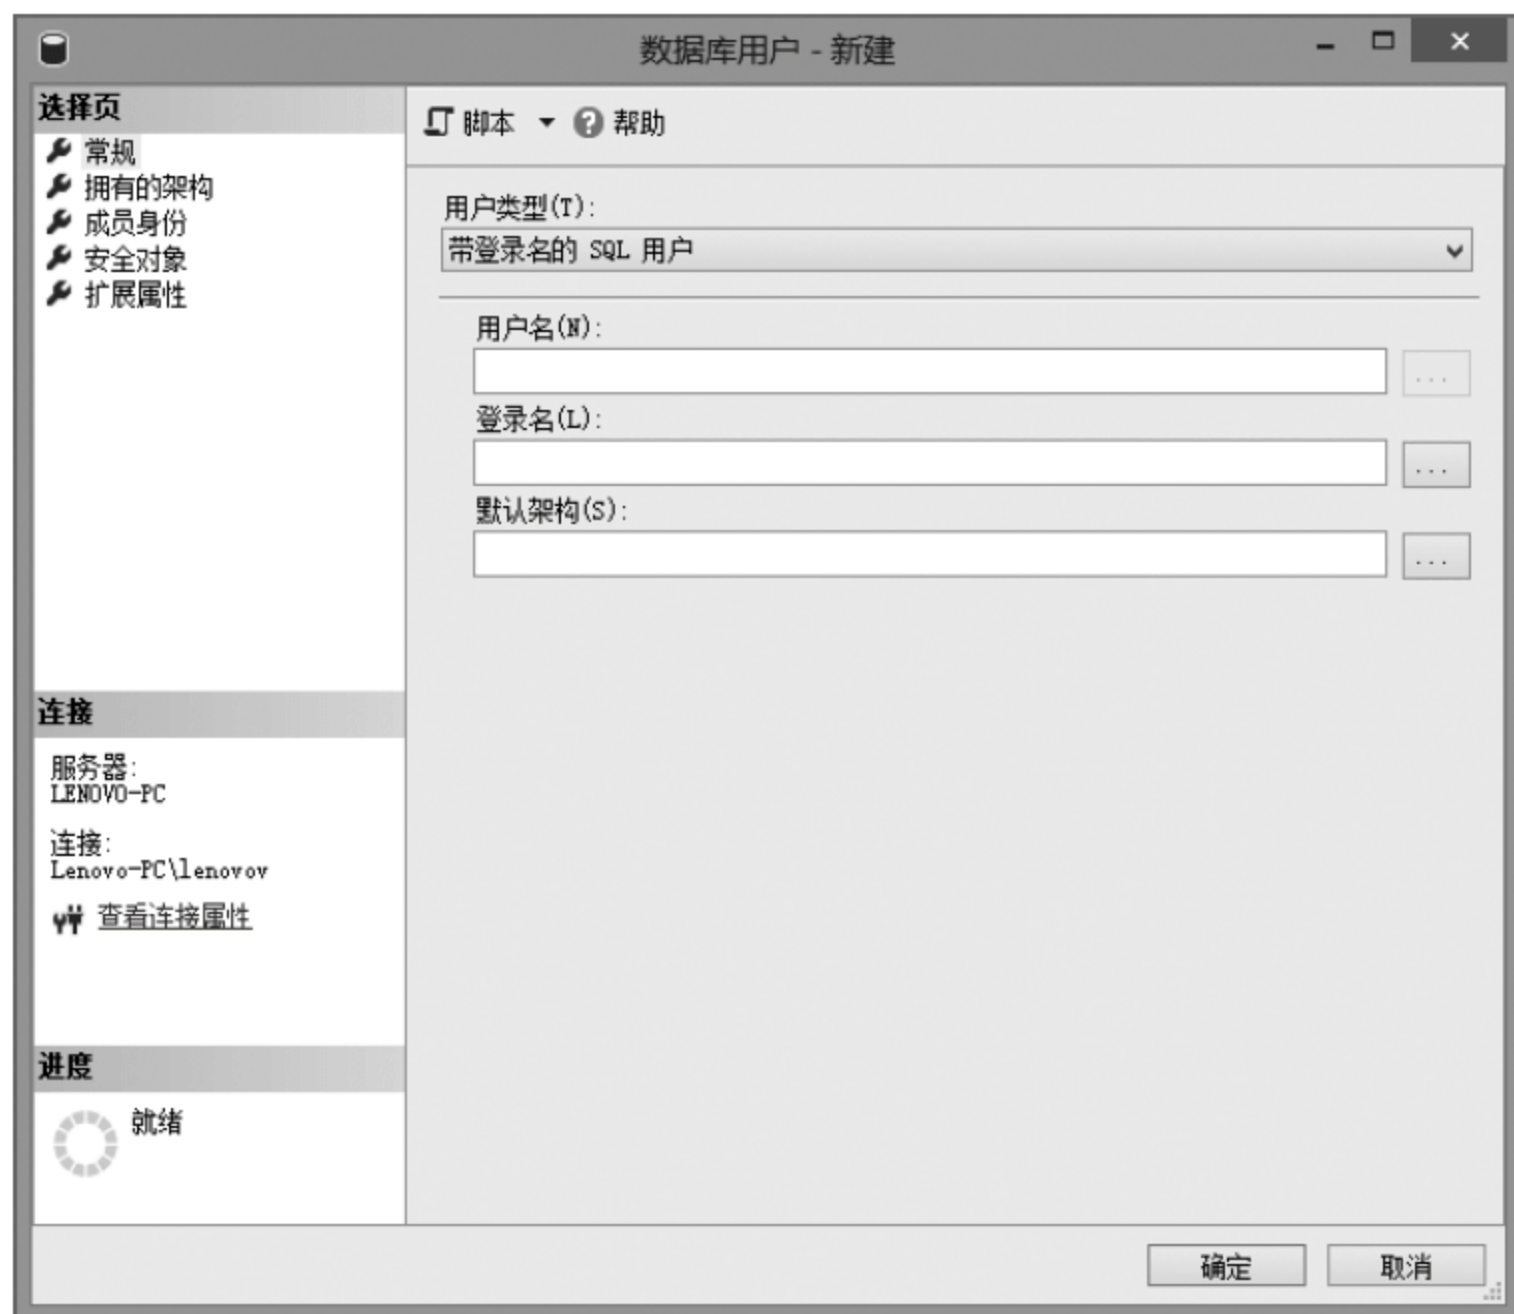 数据库用户 - 新建
选择页
常规
拥有的架构
成员身份
安全对象
扩展属性
脚本 帮助
用户类型(T):
带登录名的 SQL 用户
用户名(N):
...
登录名(L):
...
默认架构(S):
...
连接
服务器:
LENOVO-PC
连接:
Lenovo-PC\lenovov
查看连接属性
进度
就绪
确定 取消